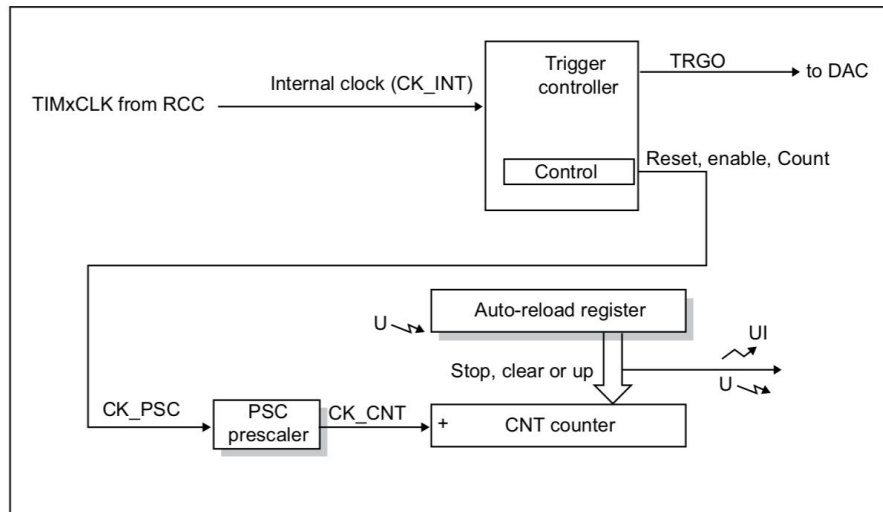 Trigger
controller
TRGO
to DAC
Internal clock (CK_INT)
TIMxCLK from RCC
Control
Reset, enable, Count
Auto-reload register
U
UI
Stop, clear or up
U
CK_PSC
PSC
prescaler
CK_CNT
+
CNT counter